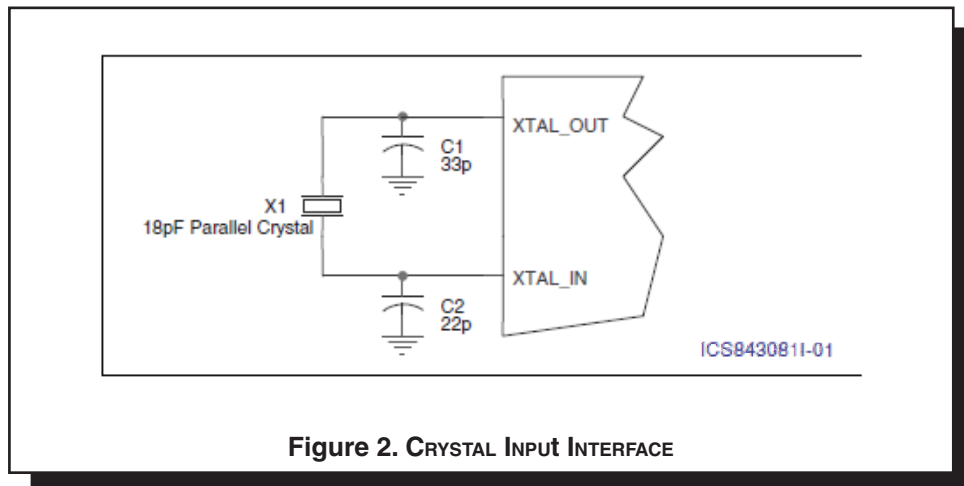 XTAL_OUT
C1
33p
X1
18pF Parallel Crystal
XTAL_IN
C2
22p
ICS843081I-01
Figure 2. CRYSTAL INPUt INTERFACE